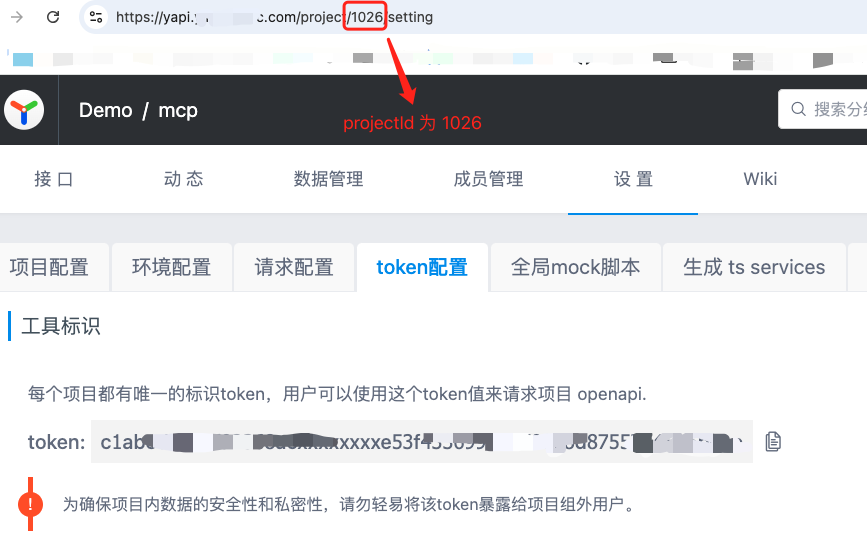 https://yapi.y c.com/project/1026/setting
projectId 为 1026
Demo / mcp
搜索分
接口 动态 数据管理 成员管理 设置 Wiki
项目配置 环境配置 请求配置 token配置 全局mock脚本 生成 ts services
工具标识
每个项目都有唯一的标识token，用户可以使用这个token值来请求项目 openapi.
token: c1ab
为确保项目内数据的安全性和私密性，请勿轻易将该token暴露给项目组外用户。